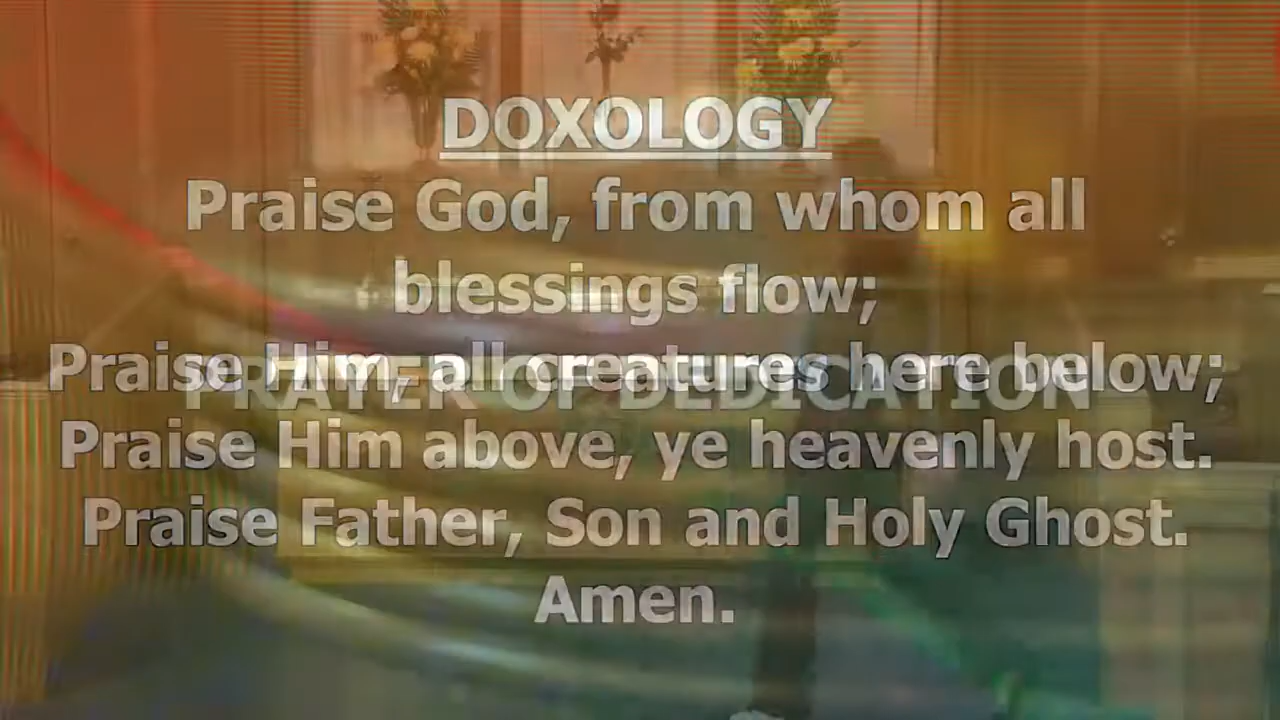 DOXOLOGY
Praise God, from whom all
blessings flow;
Praise Him, all creatures here below;
PRAYER OF DEDICATION
Praise Him above, ye heavenly host.
Praise Father, Son and Holy Ghost.
Amen.